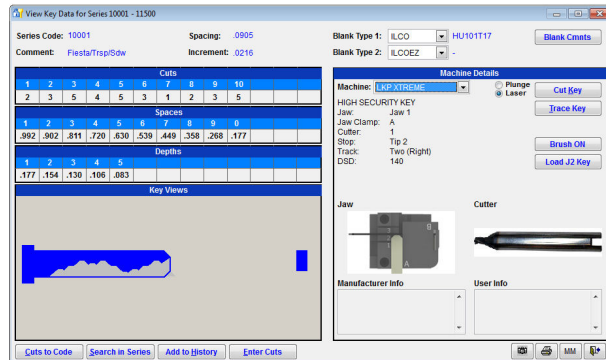 View Key Data for Series 10001 - 11500
Series Code: 10001
Spacing: .0905
Comment: Fiesta/Trsp/Sdw
Increment: .0216
Blank Type 1: ILCO HU101T17
Blank Type 2: ILCOEZ -
Blank Cmnts
Cuts
1 2 3 4 5 6 7 8 9 10
2 3 5 4 5 3 1 2 3 5
Spaces
1 2 3 4 5 6 7 8 9 0
.992 .902 .811 .720 .630 .539 .449 .358 .268 .177
Depths
1 2 3 4 5
.177 .154 .130 .106 .083
Key Views
Machine Details
Machine: LKP XTREME
Plunge
Laser
HIGH SECURITY KEY
Jaw: Jaw 1
Jaw Clamp: A
Cutter: 1
Stop: Tip 2
Track: Two (Right)
DSD: 140
Cut Key
Trace Key
Brush ON
Load J2 Key
Jaw
Cutter
B
A
Manufacturer Info
User Info
Cuts to Code
Search in Series
Add to History
Enter Cuts
MM